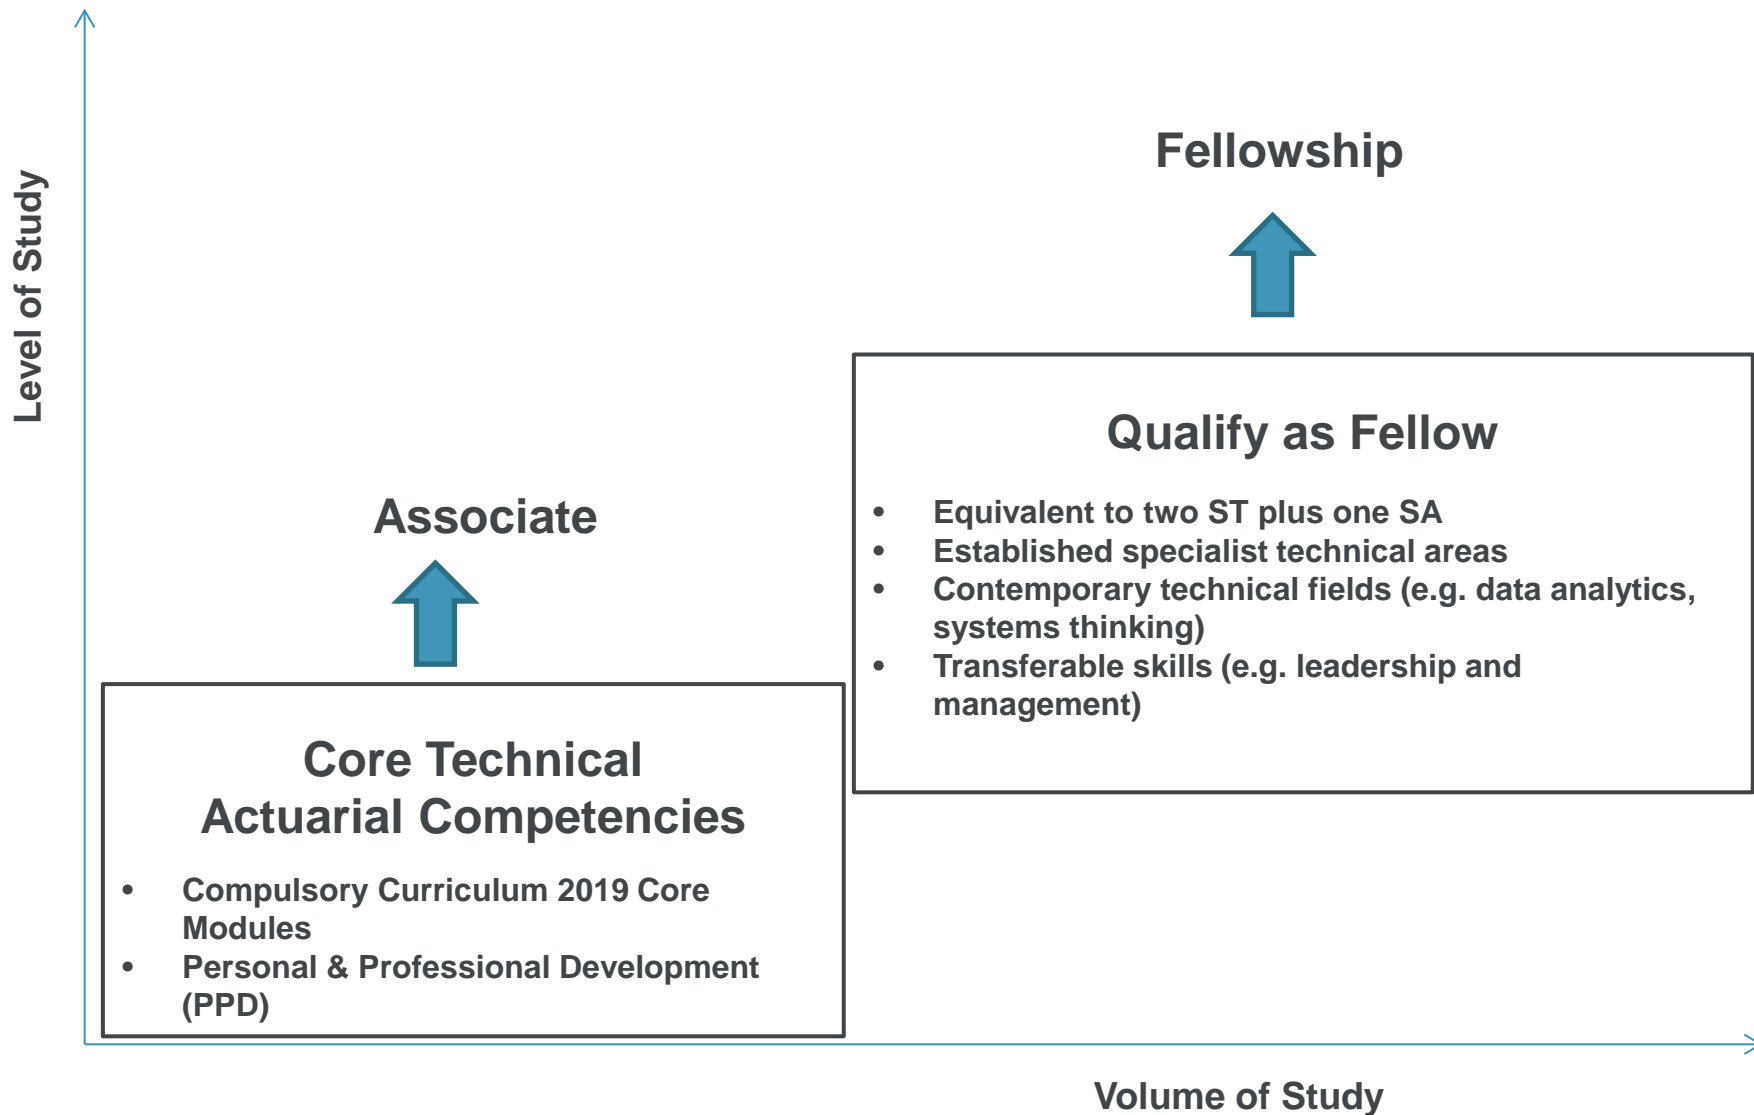 Level of Study
Fellowship
Qualify as Fellow
• Equivalent to two ST plus one SA
• Established specialist technical areas
• Contemporary technical fields (e.g. data analytics,
systems thinking)
• Transferable skills (e.g. leadership and
management)
Associate
Core Technical
Actuarial Competencies
• Compulsory Curriculum 2019 Core
Modules
• Personal & Professional Development
(PPD)
Volume of Study